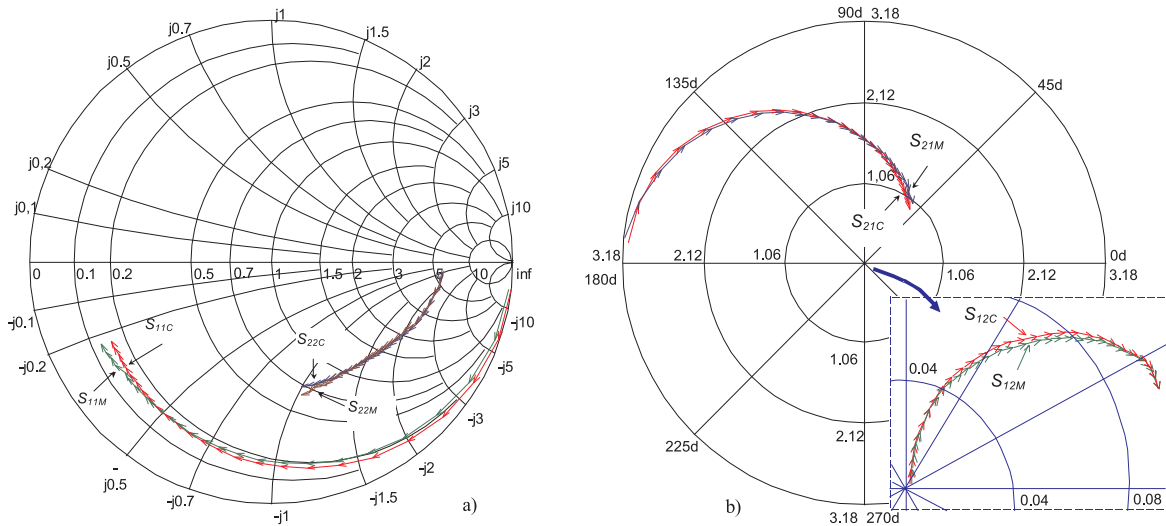 j1
j0.7
j1.5
j0.5
j2
j3
j0,2
j5
j0,1
j10
0 0.1 0.2 0.5 0.7 1 1.5 2 3 5 10 inf
-j0.1
-j10
-j0.2
S11C
S22C
-j5
S11M
S22M
-j3
-j2
-
j0.5
-j0.7
-j1.5
-j1
a)
90d 3.18
135d
45d
2,12
S21M
1,06
S21C
3.18 2.12 1.06
180d
0d
1.06 2.12 3.18
1.06
S12C
0.04
S12M
2.12
225d
0.04 0.08
b)
3.18 270d